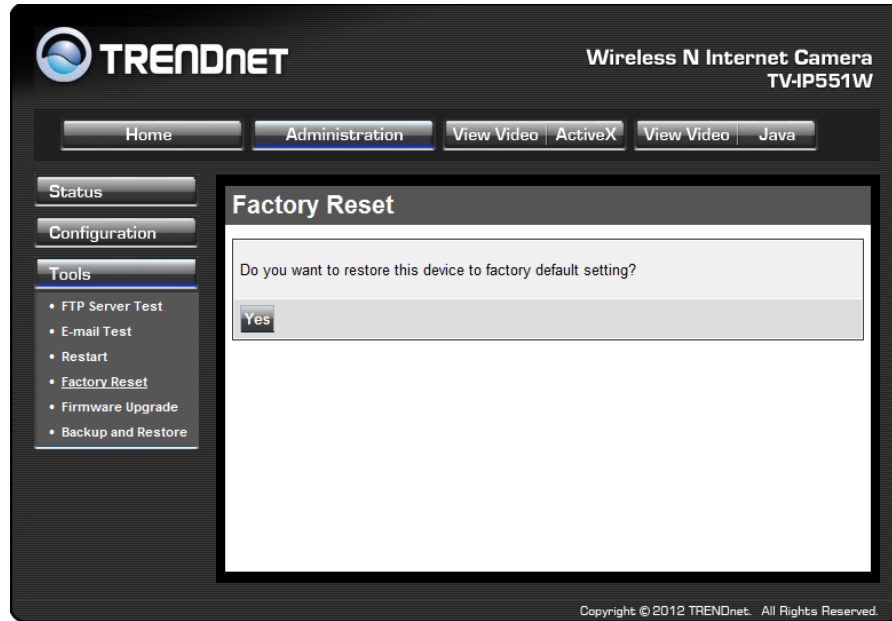 TRENDNET
Wireless N Internet Camera
TV-IP551W
Home
Administration
View Video | ActiveX
View Video | Java
Status
Configuration
Tools
• FTP Server Test
• E-mail Test
• Restart
• Factory Reset
• Firmware Upgrade
• Backup and Restore
Factory Reset
Do you want to restore this device to factory default setting?
Yes
Copyright © 2012 TRENDnet. All Rights Reserved.